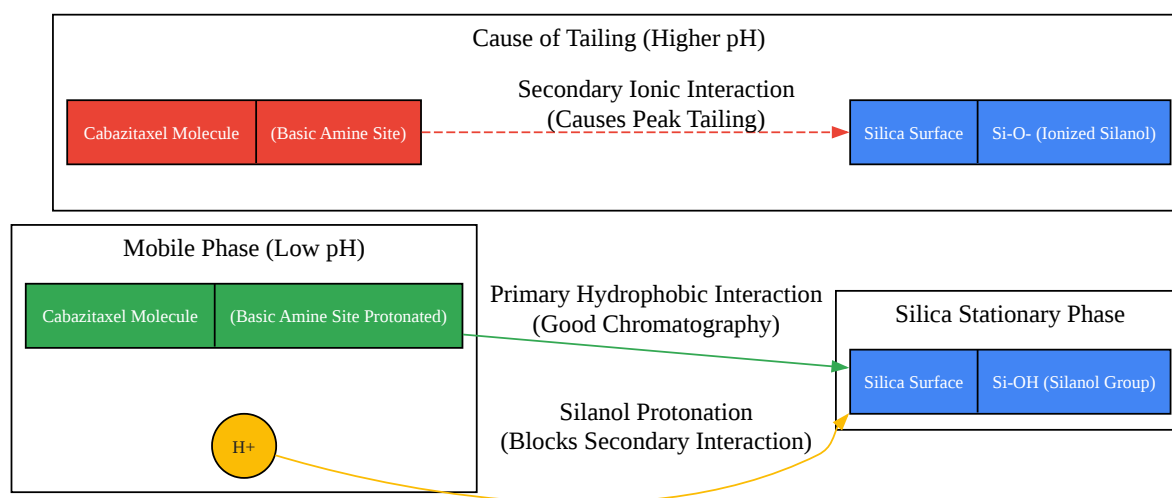 Cause of Tailing (Higher pH)
Cabazitaxel Molecule
(Basic Amine Site)
Secondary Ionic Interaction
(Causes Peak Tailing)
Silica Surface
Si-O- (Ionized Silanol)
Mobile Phase (Low pH)
Cabazitaxel Molecule
(Basic Amine Site Protonated)
Primary Hydrophobic Interaction
(Good Chromatography)
Silica Stationary Phase
Silica Surface
Si-OH (Silanol Group)
H+
Silanol Protonation
(Blocks Secondary Interaction)